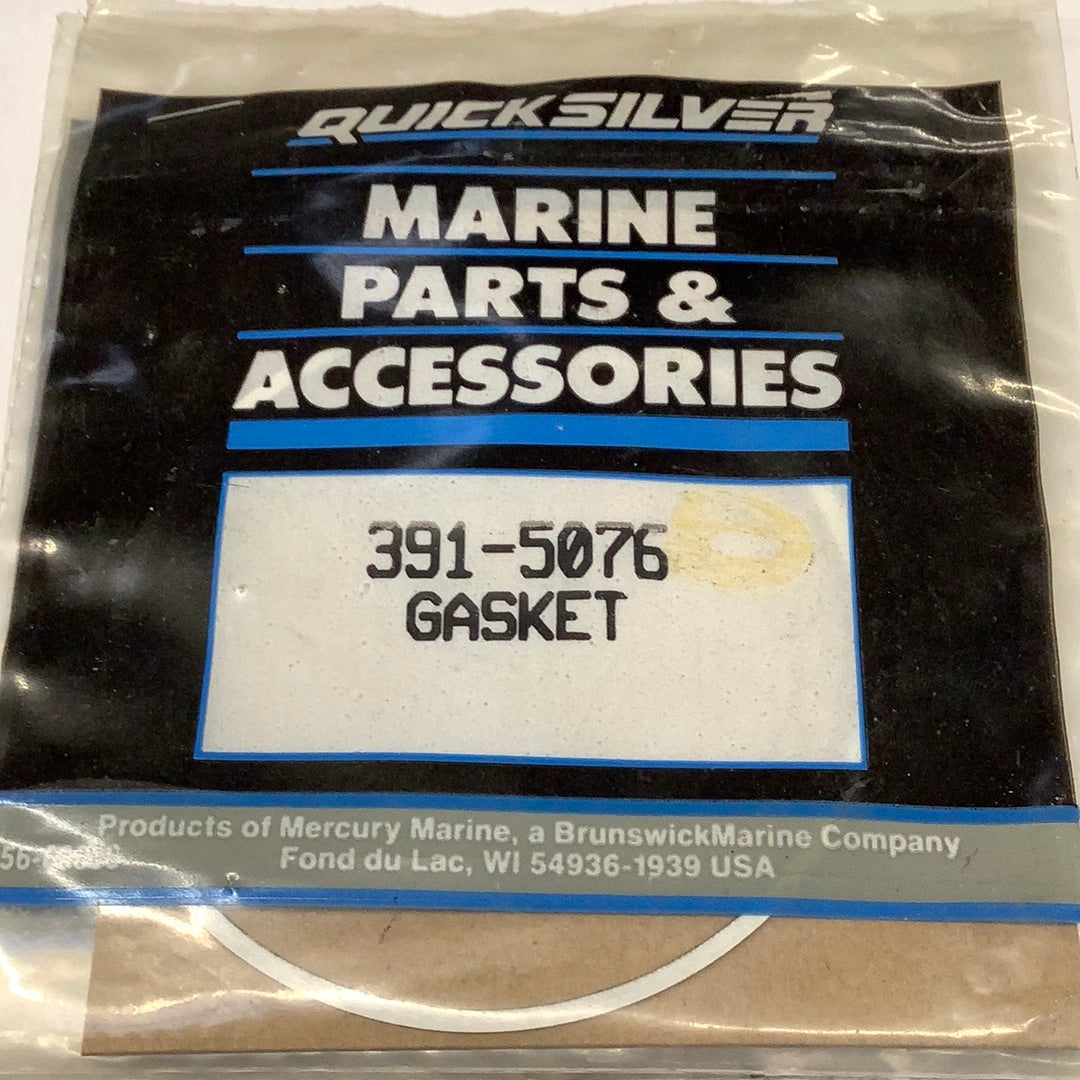 QUICKSILVER
MARINE
PARTS &
ACCESSORIES
391-5076
GASKET
Products of Mercury Marine, a BrunswickMarine Company
Fond du Lac, WI 54936-1939 USA